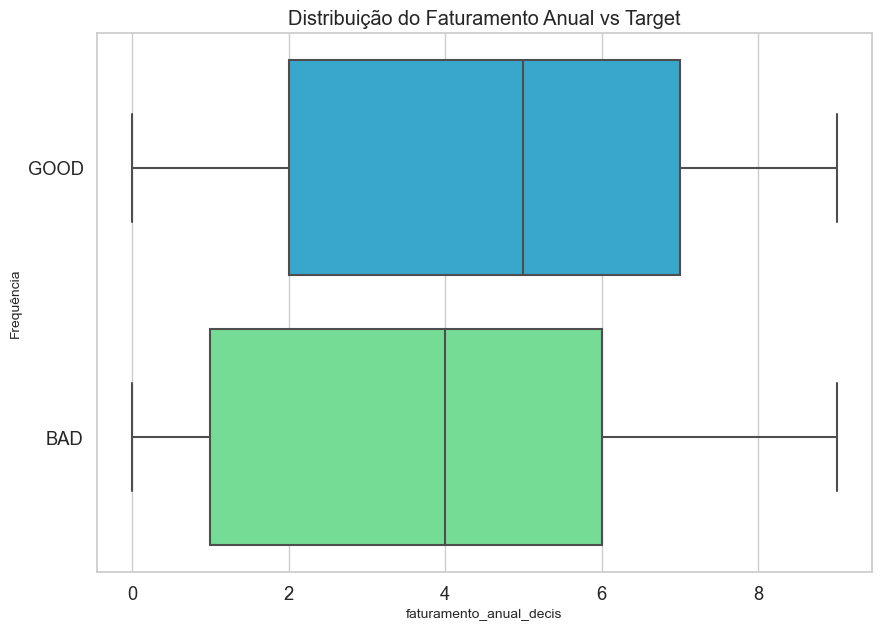 Distribuição do Faturamento Anual vs Target
GOOD
BAD
Frequência
0 2 4 6 8
faturamento_anual_decis